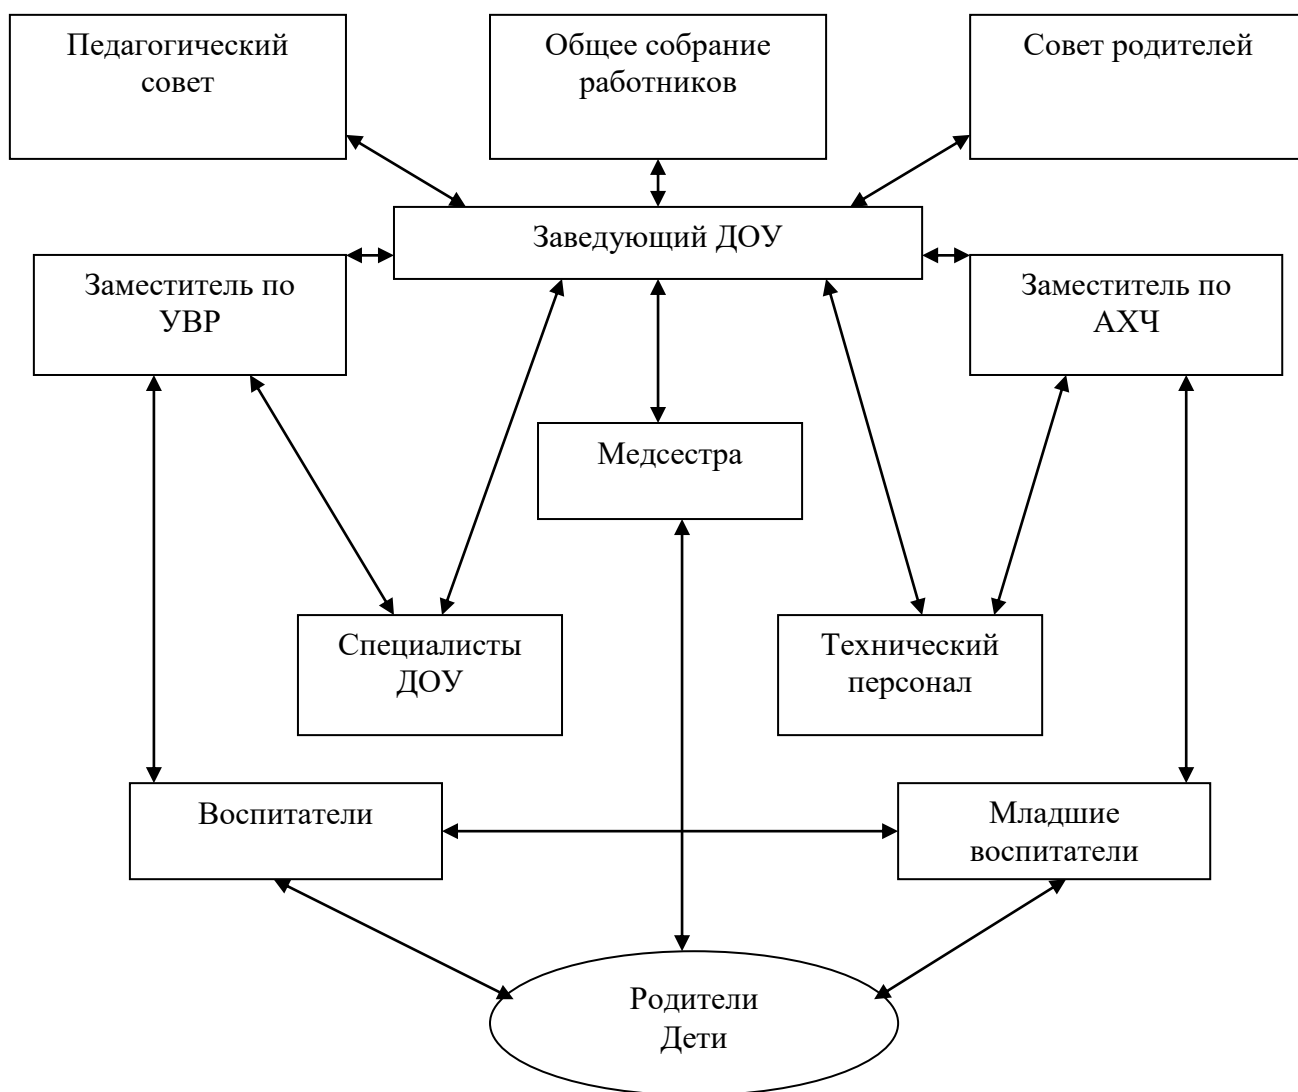 Педагогический
совет
Общее собрание
работников
Совет родителей
Заведующий ДОУ
Заместитель по
УВР
Заместитель по
АХЧ
Медсестра
Специалисты
ДОУ
Технический
персонал
Воспитатели
Младшие
воспитатели
Родители
Дети